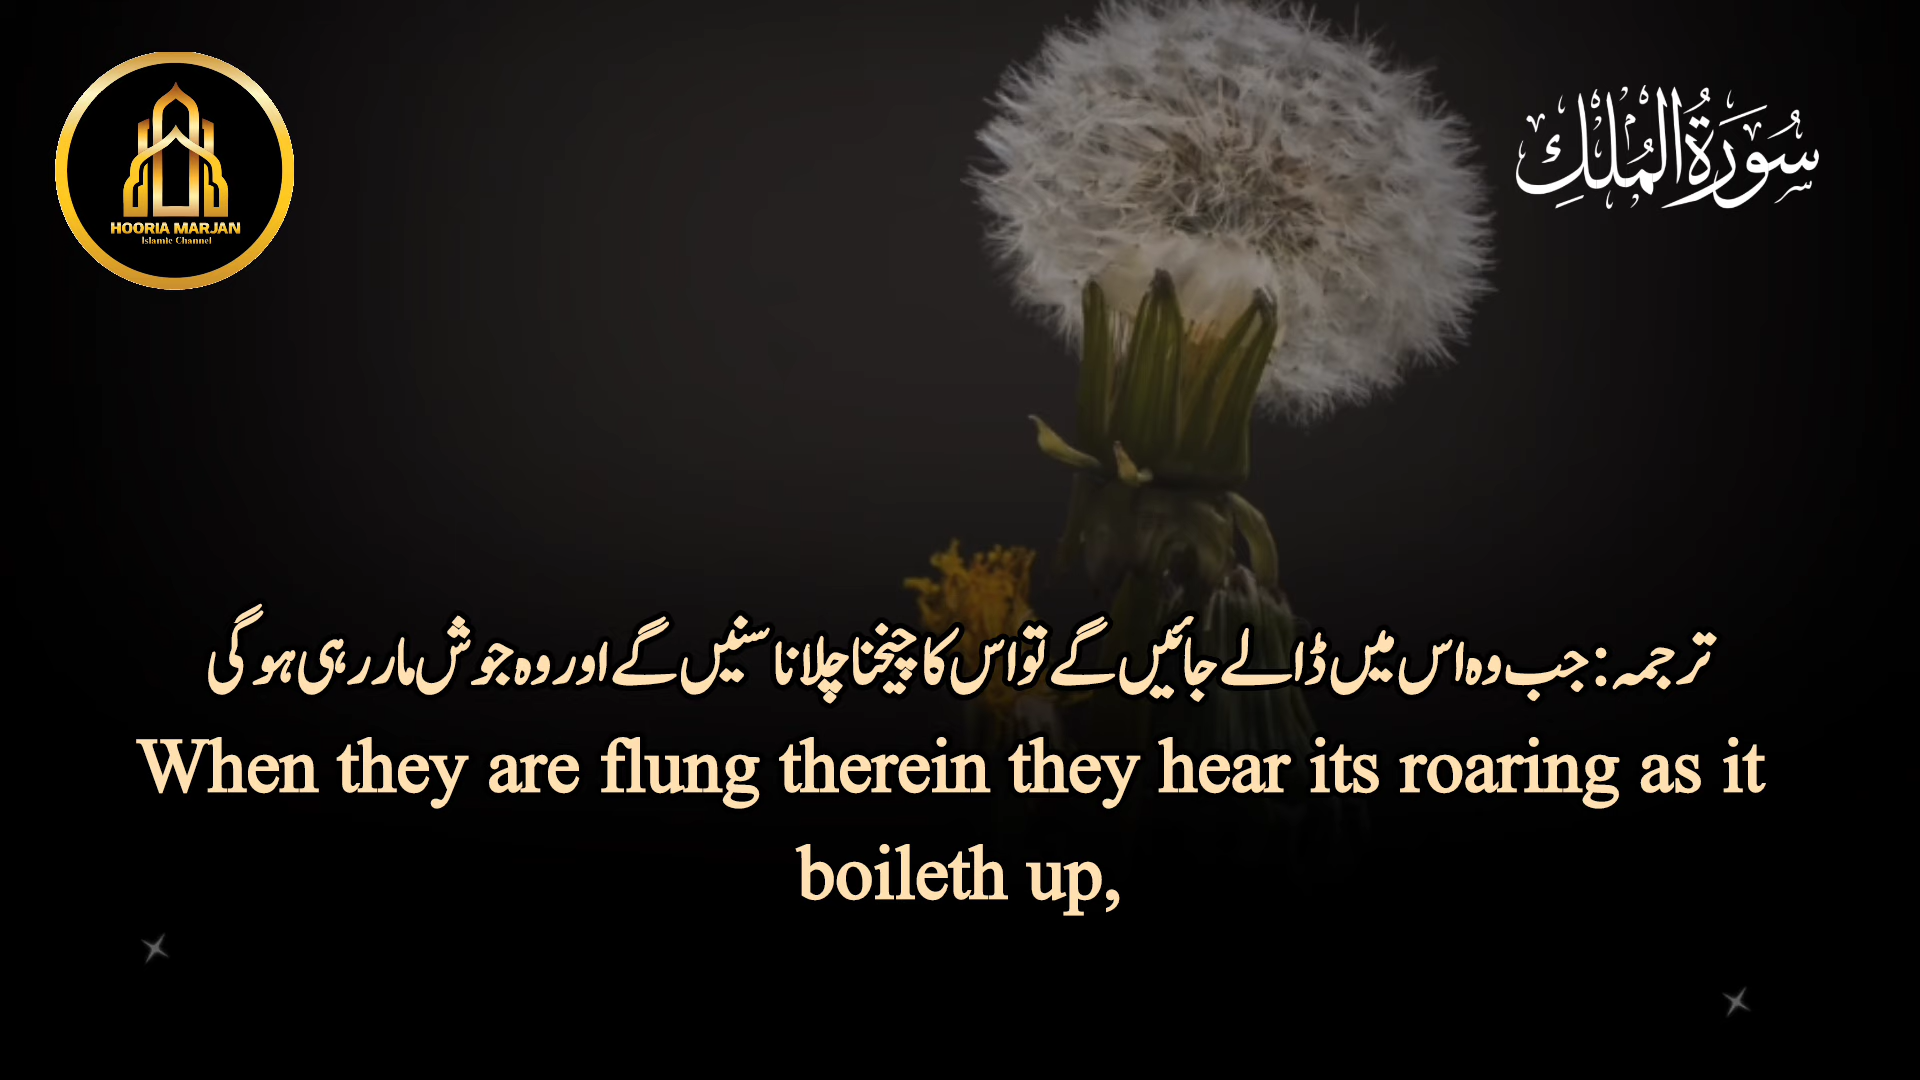 HOORIA MARJAN
Islamic Channel
سُورَةُ الْمُلْكِ
ترجمہ: جب وہ اس میں ڈالے جائیں گے تو اس کا چیخنا چلانا سنیں گے اور وہ جوش مار رہی ہو گی
When they are flung therein they hear its roaring as it
boileth up,